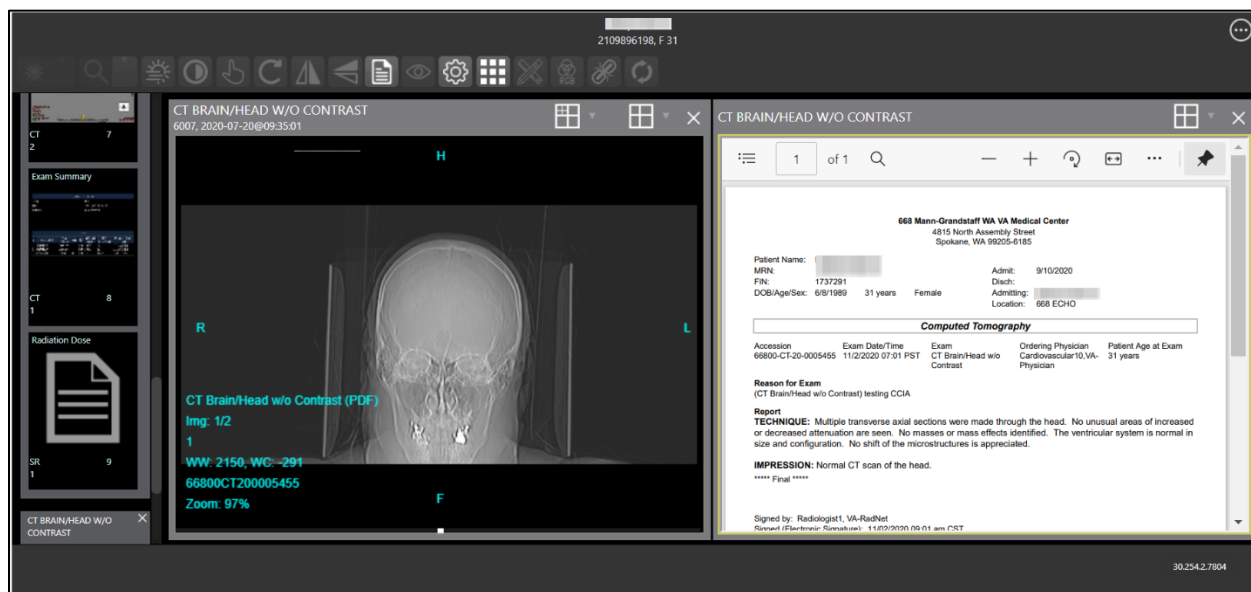 2109896198, F 31
CT 7
2
Exam Summary
CT 8
1
Radiation Dose
SR 9
1
CT BRAIN/HEAD W/O
CONTRAST
CT BRAIN/HEAD W/O CONTRAST
6007, 2020-07-20@09:35:01
H
R
L
CT Brain/Head w/o Contrast (PDF)
Img: 1/2
1
WW: 2150, WC: -291
66800CT200005455
Zoom: 97%
F
CT BRAIN/HEAD W/O CONTRAST
1 of 1
668 Mann-Grandstaff WA VA Medical Center
4815 North Assembly Street
Spokane, WA 99205-6185
Patient Name:
MRN: Admit: 9/10/2020
FIN: 1737291 Disch:
DOB/Age/Sex: 6/8/1989 31 years Female Admitting:
Location: 668 ECHO
Computed Tomography
Accession Exam Date/Time Exam Ordering Physician Patient Age at Exam
66800-CT-20-0005455 11/2/2020 07:01 PST CT Brain/Head w/o Cardiovascular10,VA- 31 years
Contrast Physician
Reason for Exam
(CT Brain/Head w/o Contrast) testing CCIA
Report
TECHNIQUE: Multiple transverse axial sections were made through the head. No unusual areas of increased
or decreased attenuation are seen. No masses or mass effects identified. The ventricular system is normal in
size and configuration. No shift of the microstructures is appreciated.
IMPRESSION: Normal CT scan of the head.
***** Final *****
Signed by: Radiologist1, VA-RadNet
Signed (Electronic Signature): 11/02/2020 09:01 am CST
30.254.2.7804